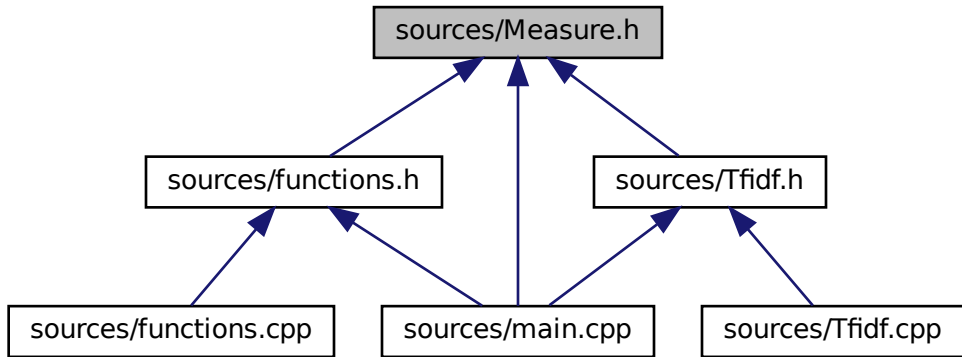 sources/Measure.h
sources/functions.h
sources/Tfidf.h
sources/functions.cpp
sources/main.cpp
sources/Tfidf.cpp